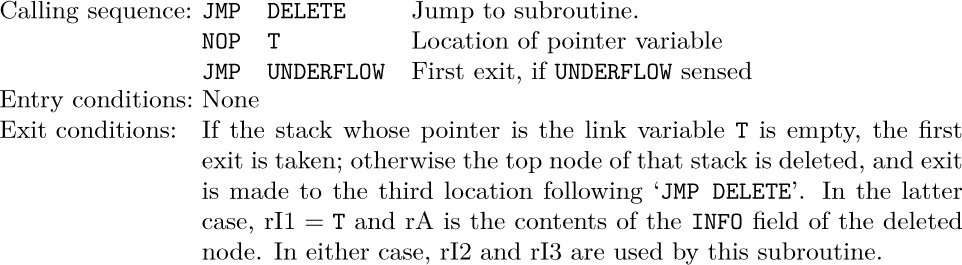 Calling sequence: JMP DELETE Jump to subroutine.
NOP T Location of pointer variable
JMP UNDERFLOW First exit, if UNDERFLOW sensed
Entry conditions: None
Exit conditions: If the stack whose pointer is the link variable T is empty, the first
exit is taken; otherwise the top node of that stack is deleted, and exit
is made to the third location following ‘JMP DELETE’. In the latter
case, rI1 = T and rA is the contents of the INFO field of the deleted
node. In either case, rI2 and rI3 are used by this subroutine.